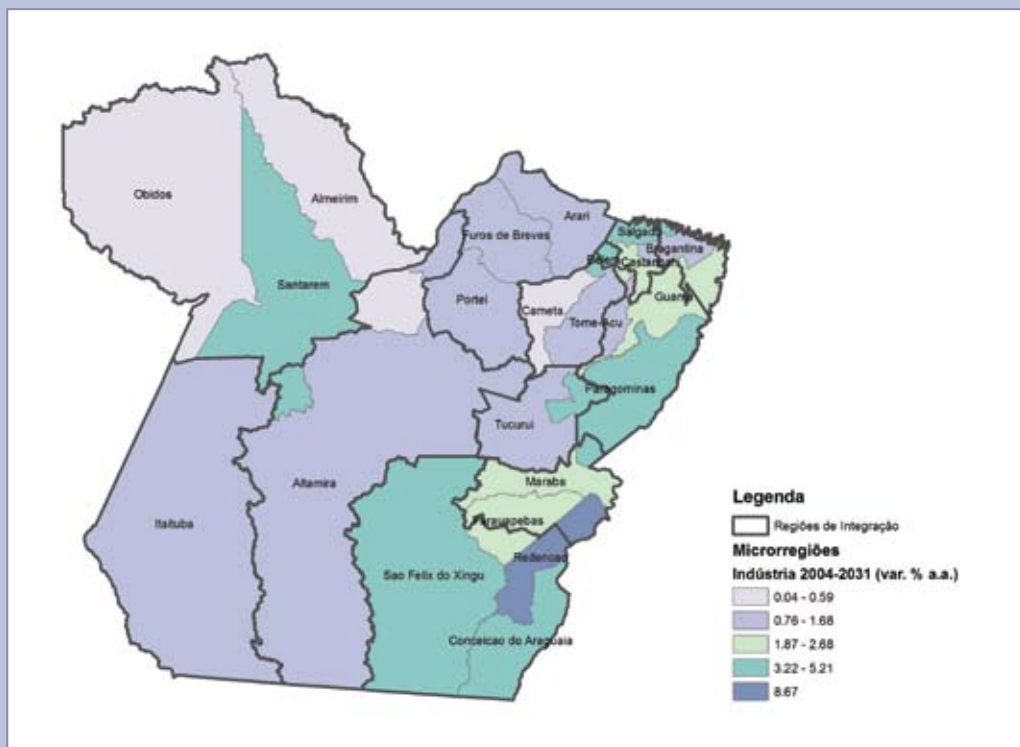 Obidos
Almeirim
Arari
Furos de Breves
Salgado
Bragantina
Castanhal
Santarem
Guama
Portel
Cameta
Tome-Acu
Paragominas
Tucurui
Altamira
Maraba
Itaituba
Parauapebas
Redencao
Sao Felix do Xingu
Conceicao do Araguaia
Legenda
Regiões de Integração
Microrregiões
Indústria 2004-2031 (var. % a.a.)
0.04 - 0.59
0.76 - 1.68
1.87 - 2.68
3.22 - 5.21
8.67